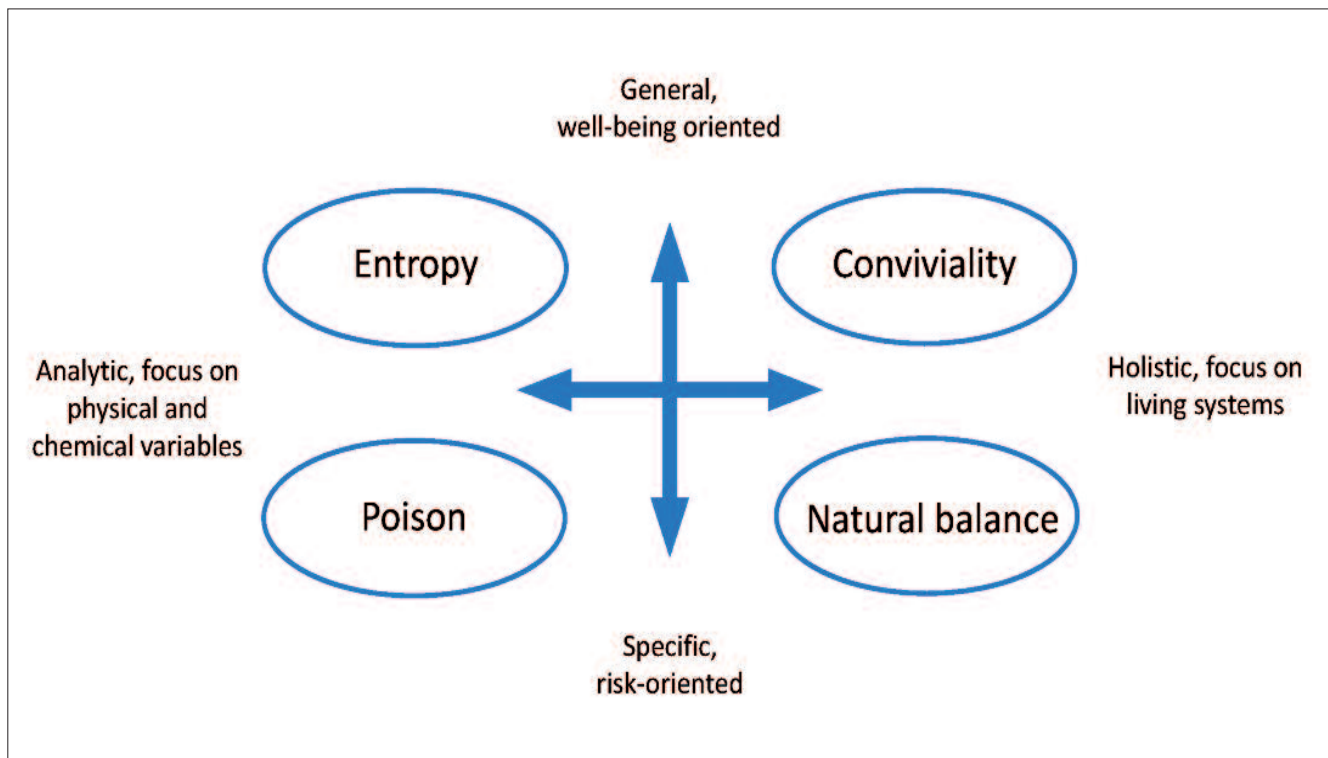 General,
well-being oriented
Entropy
Conviviality
Analytic, focus on
physical and
chemical variables
Holistic, focus on
living systems
Poison
Natural balance
Specific,
risk-oriented